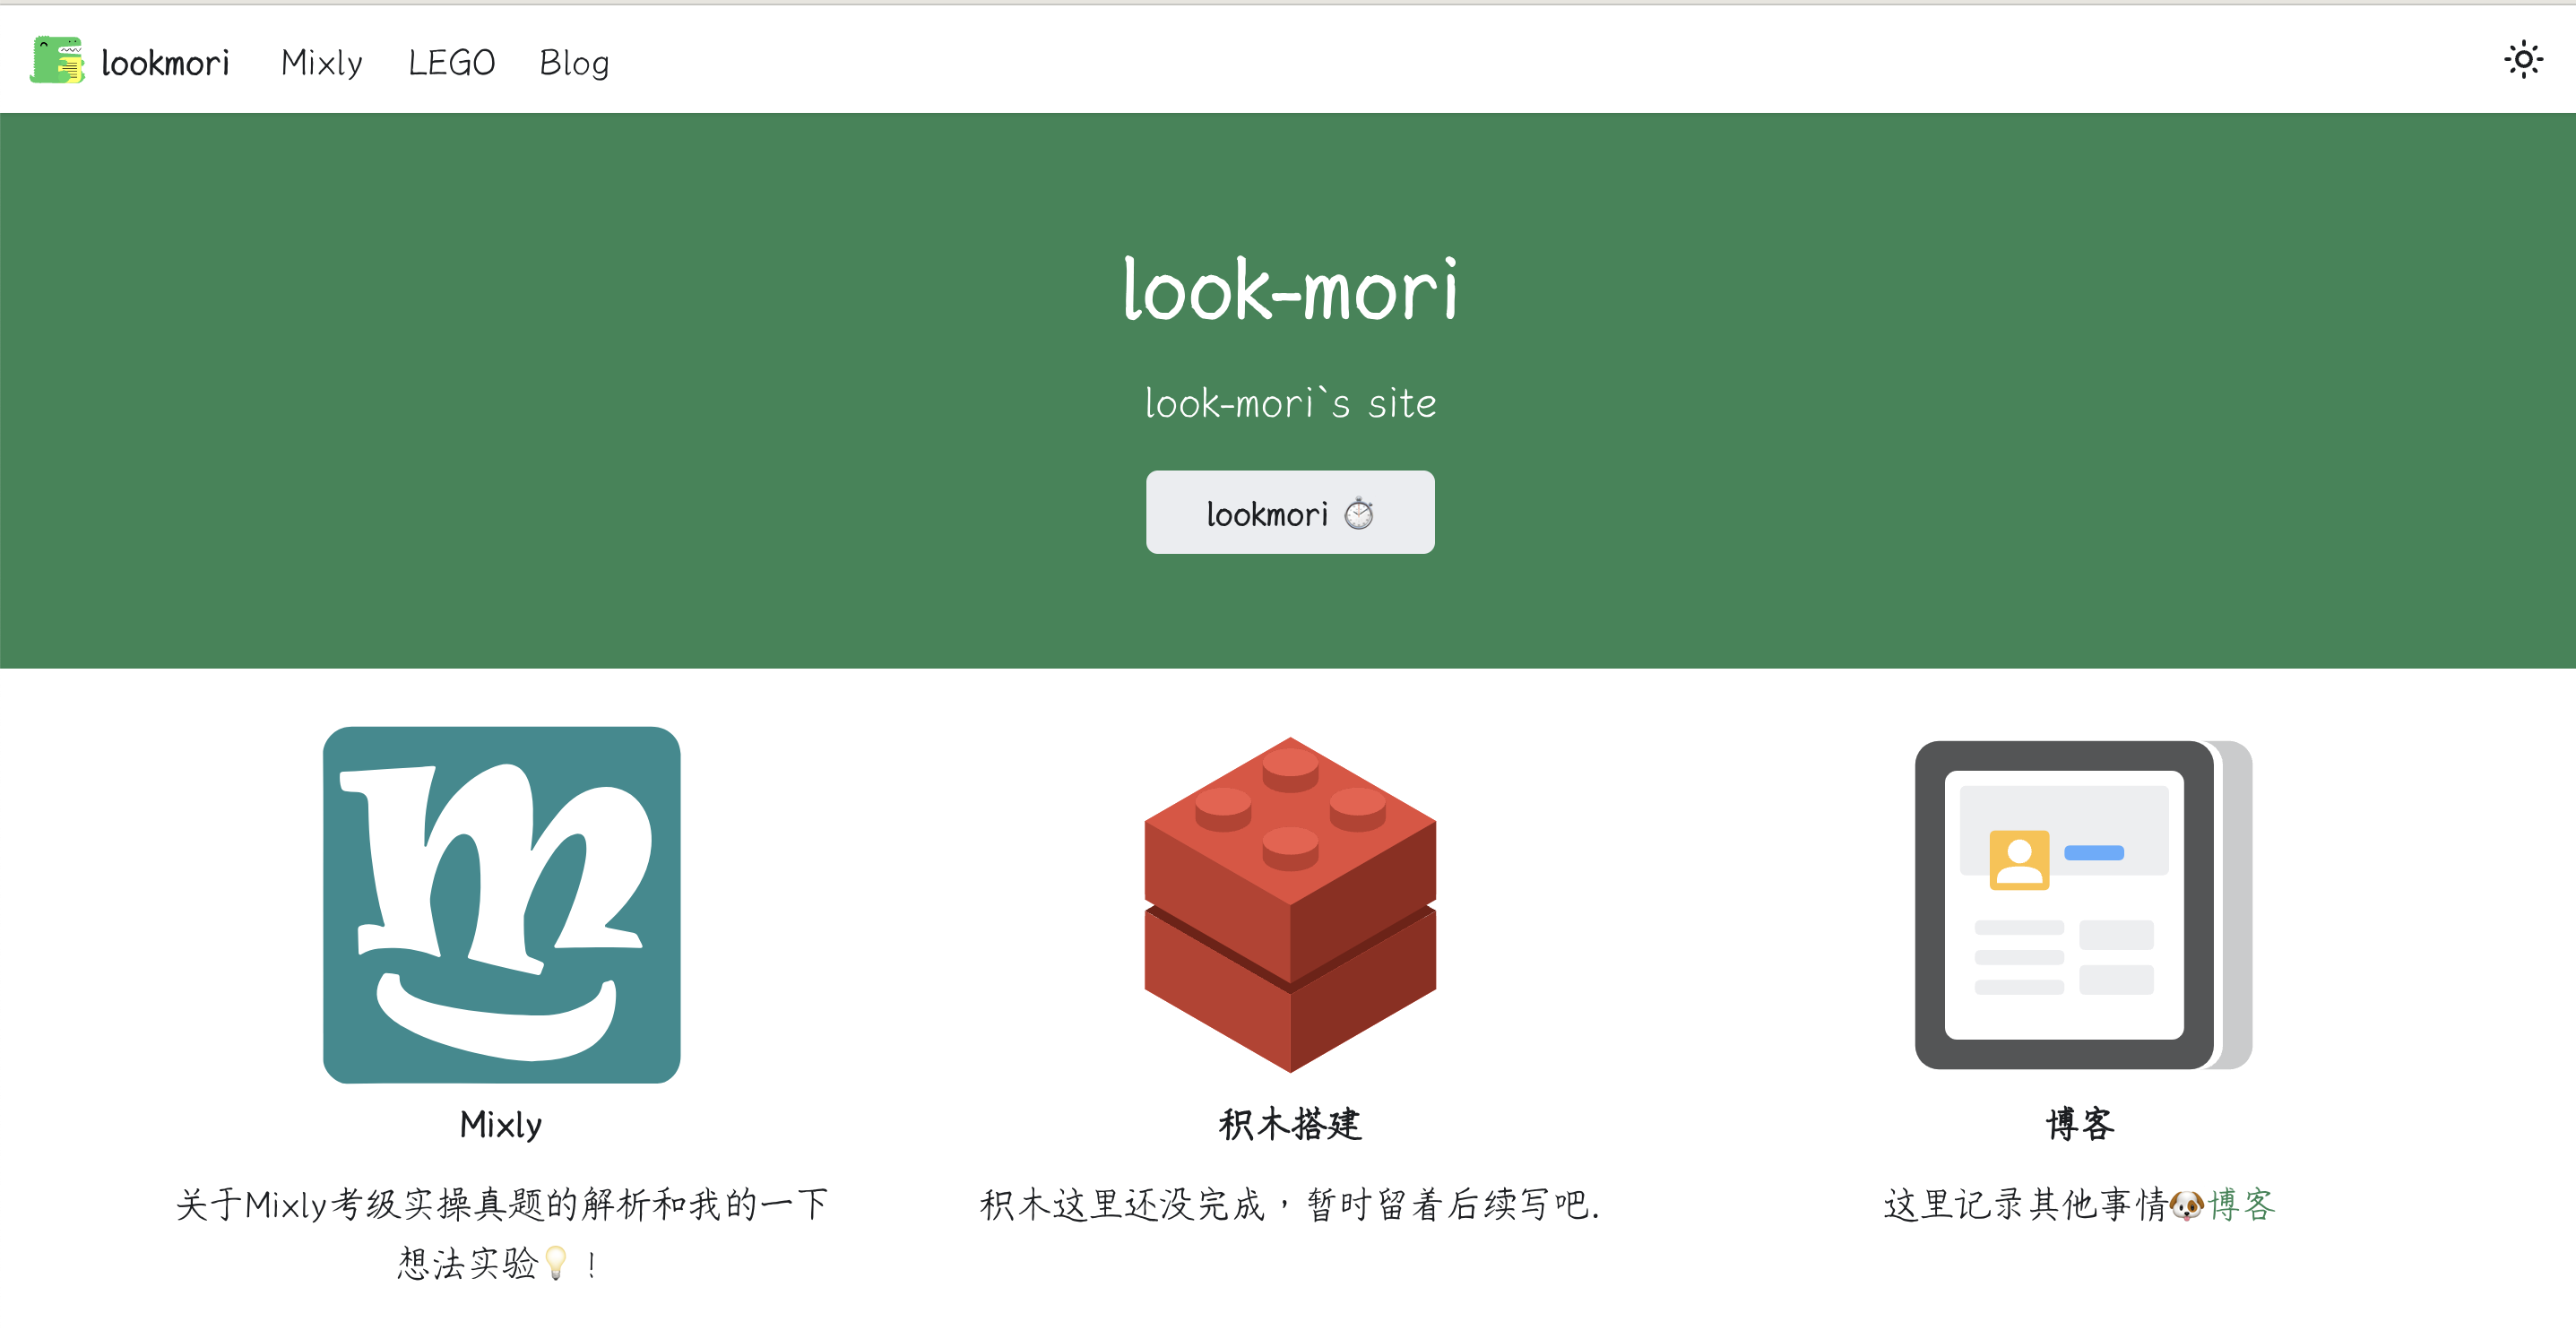 lookmori Mixly LEGO Blog
look-mori
look-mori`s site
lookmori ⏱️
Mixly
关于Mixly考级实操真题的解析和我的一下
想法实验💡!
积木搭建
积木这里还没完成，暂时留着后续写吧.
博客
这里记录其他事情🐶博客